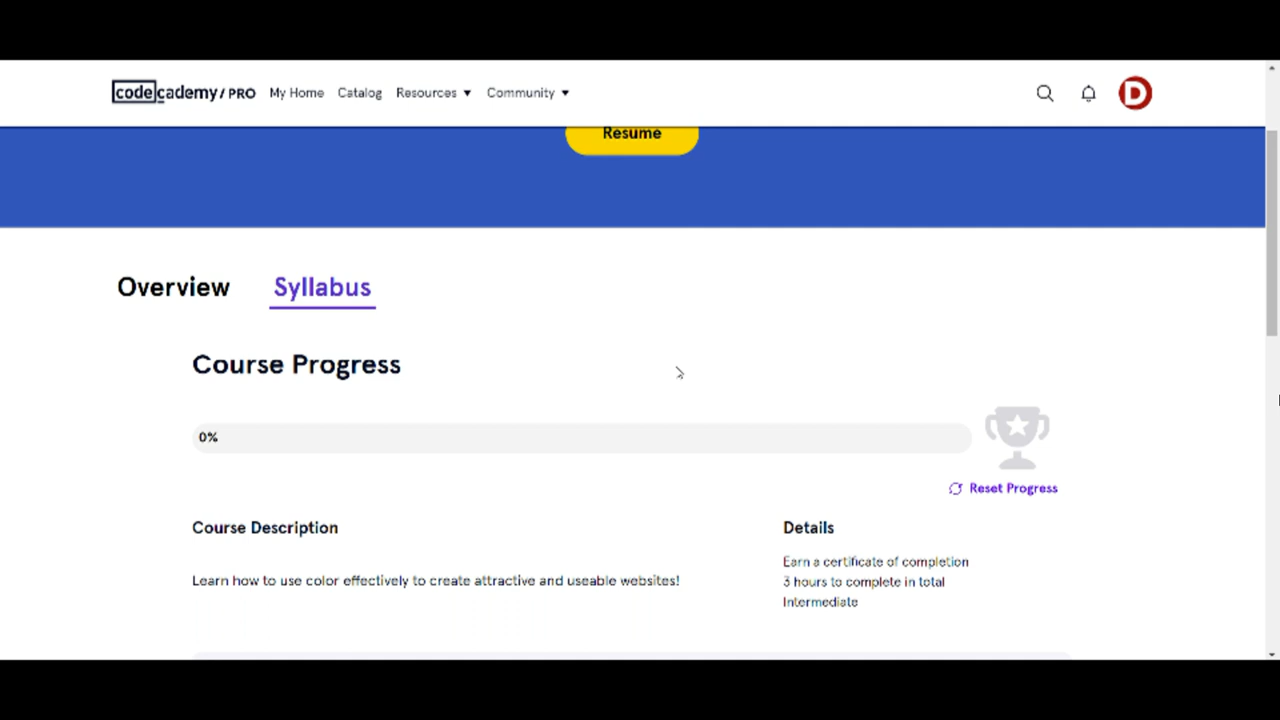 codecademy/PRO My Home Catalog Resources Community D
Resume
Overview Syllabus
Course Progress
0%
Reset Progress
Course Description Details
Learn how to use color effectively to create attractive and useable websites!
Earn a certificate of completion
3 hours to complete in total
Intermediate